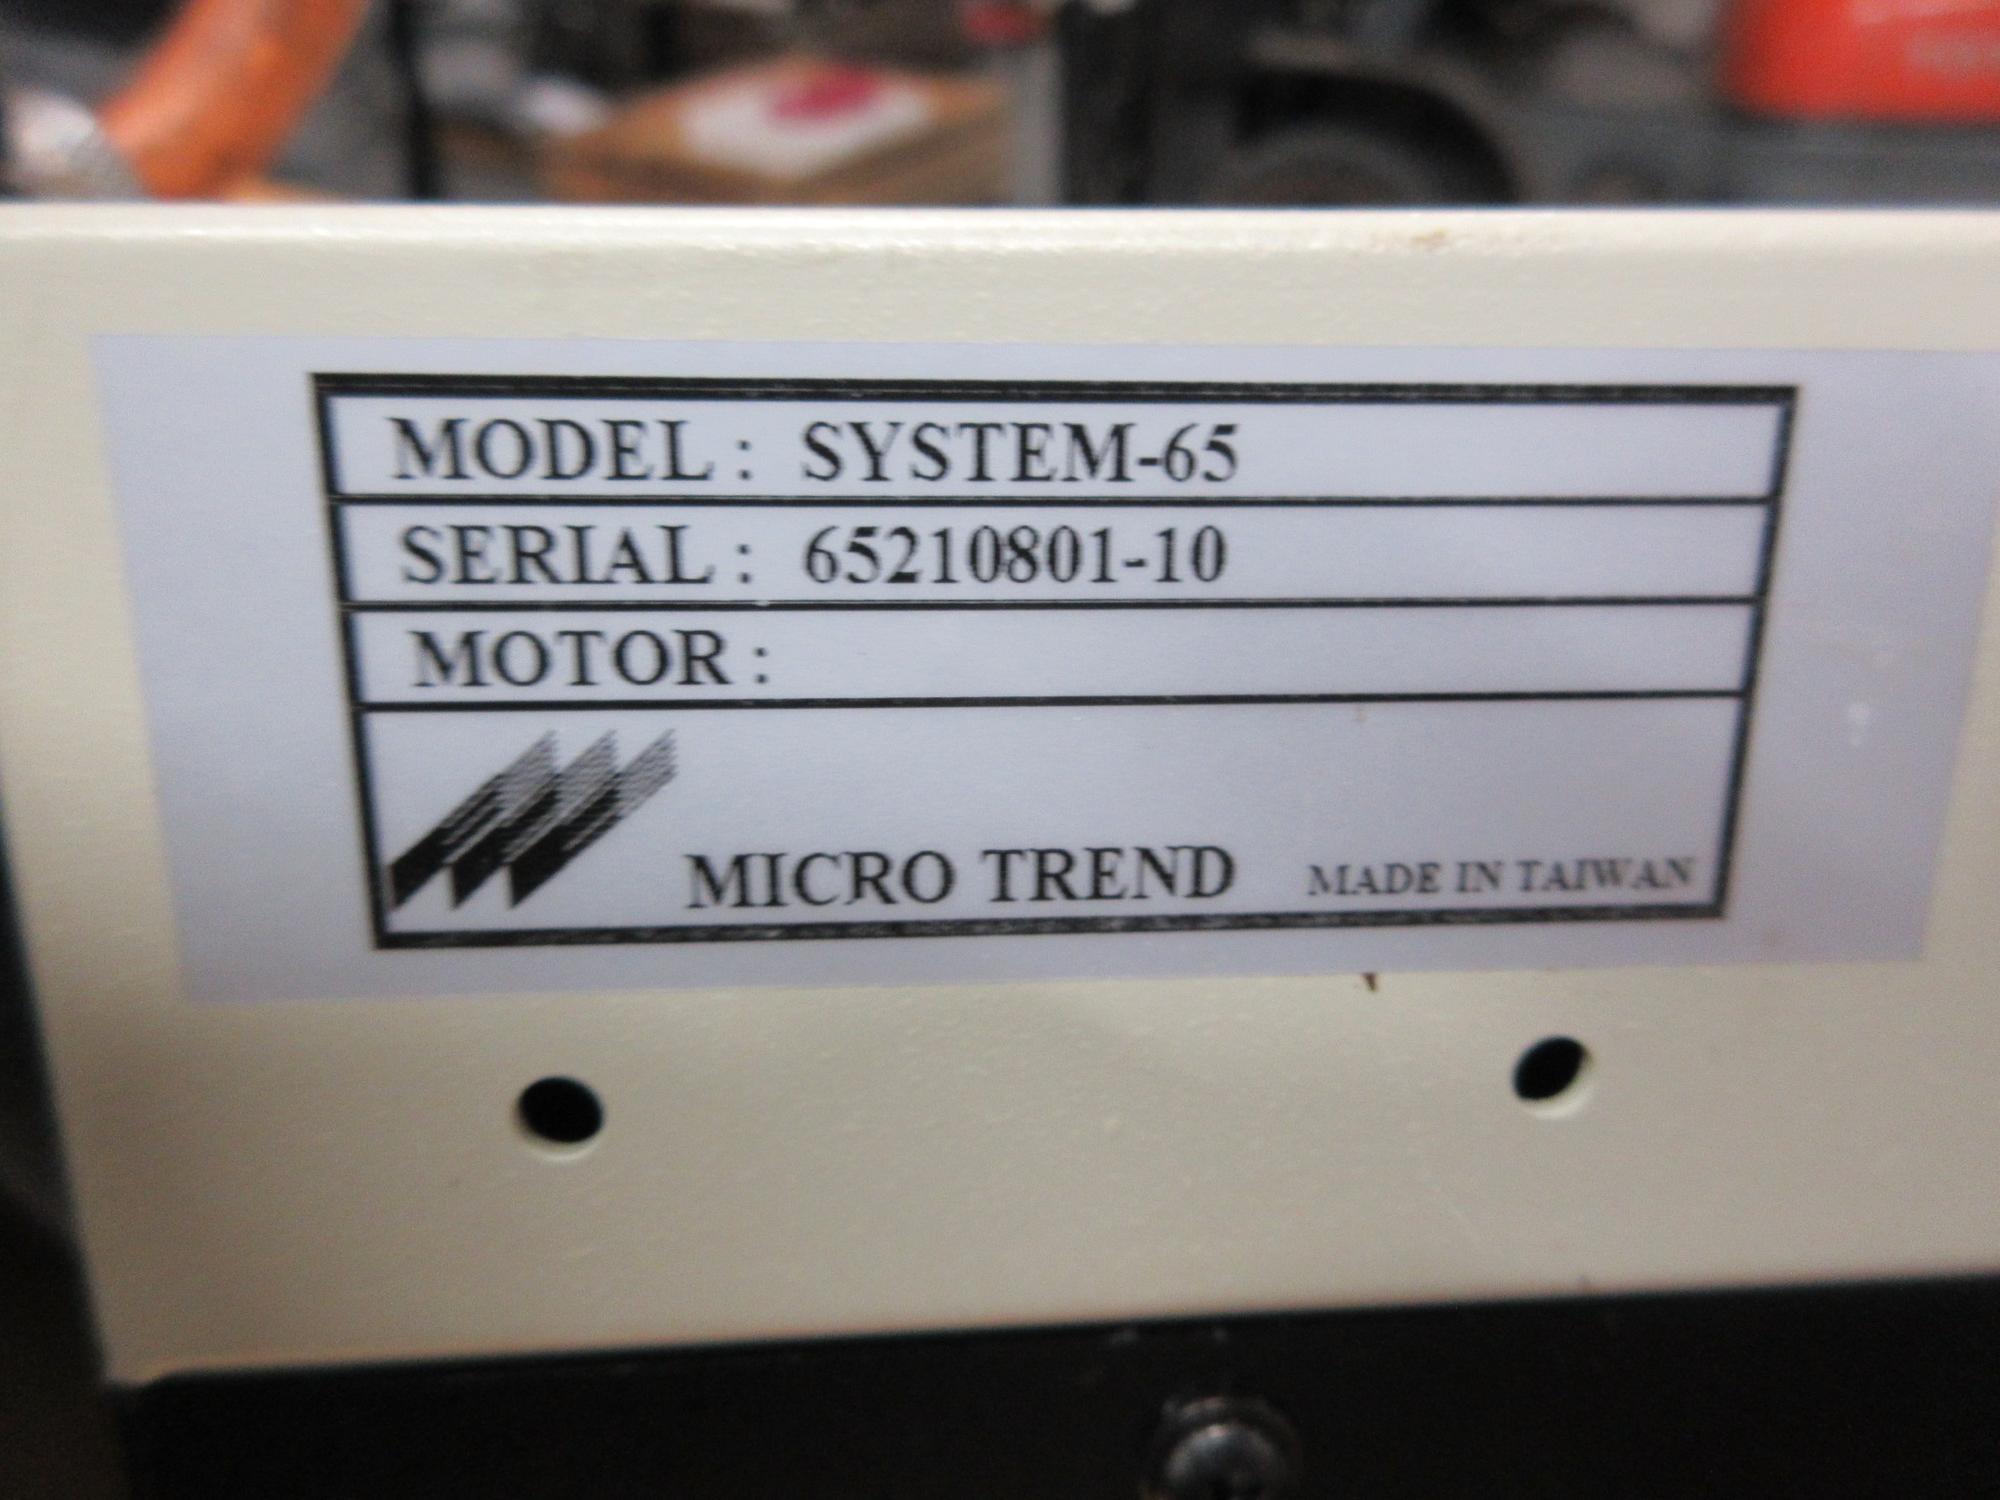 MODEL : SYSTEM-65
SERIAL : 65210801-10
MOTOR :
MICRO TREND MADE IN TAIWAN